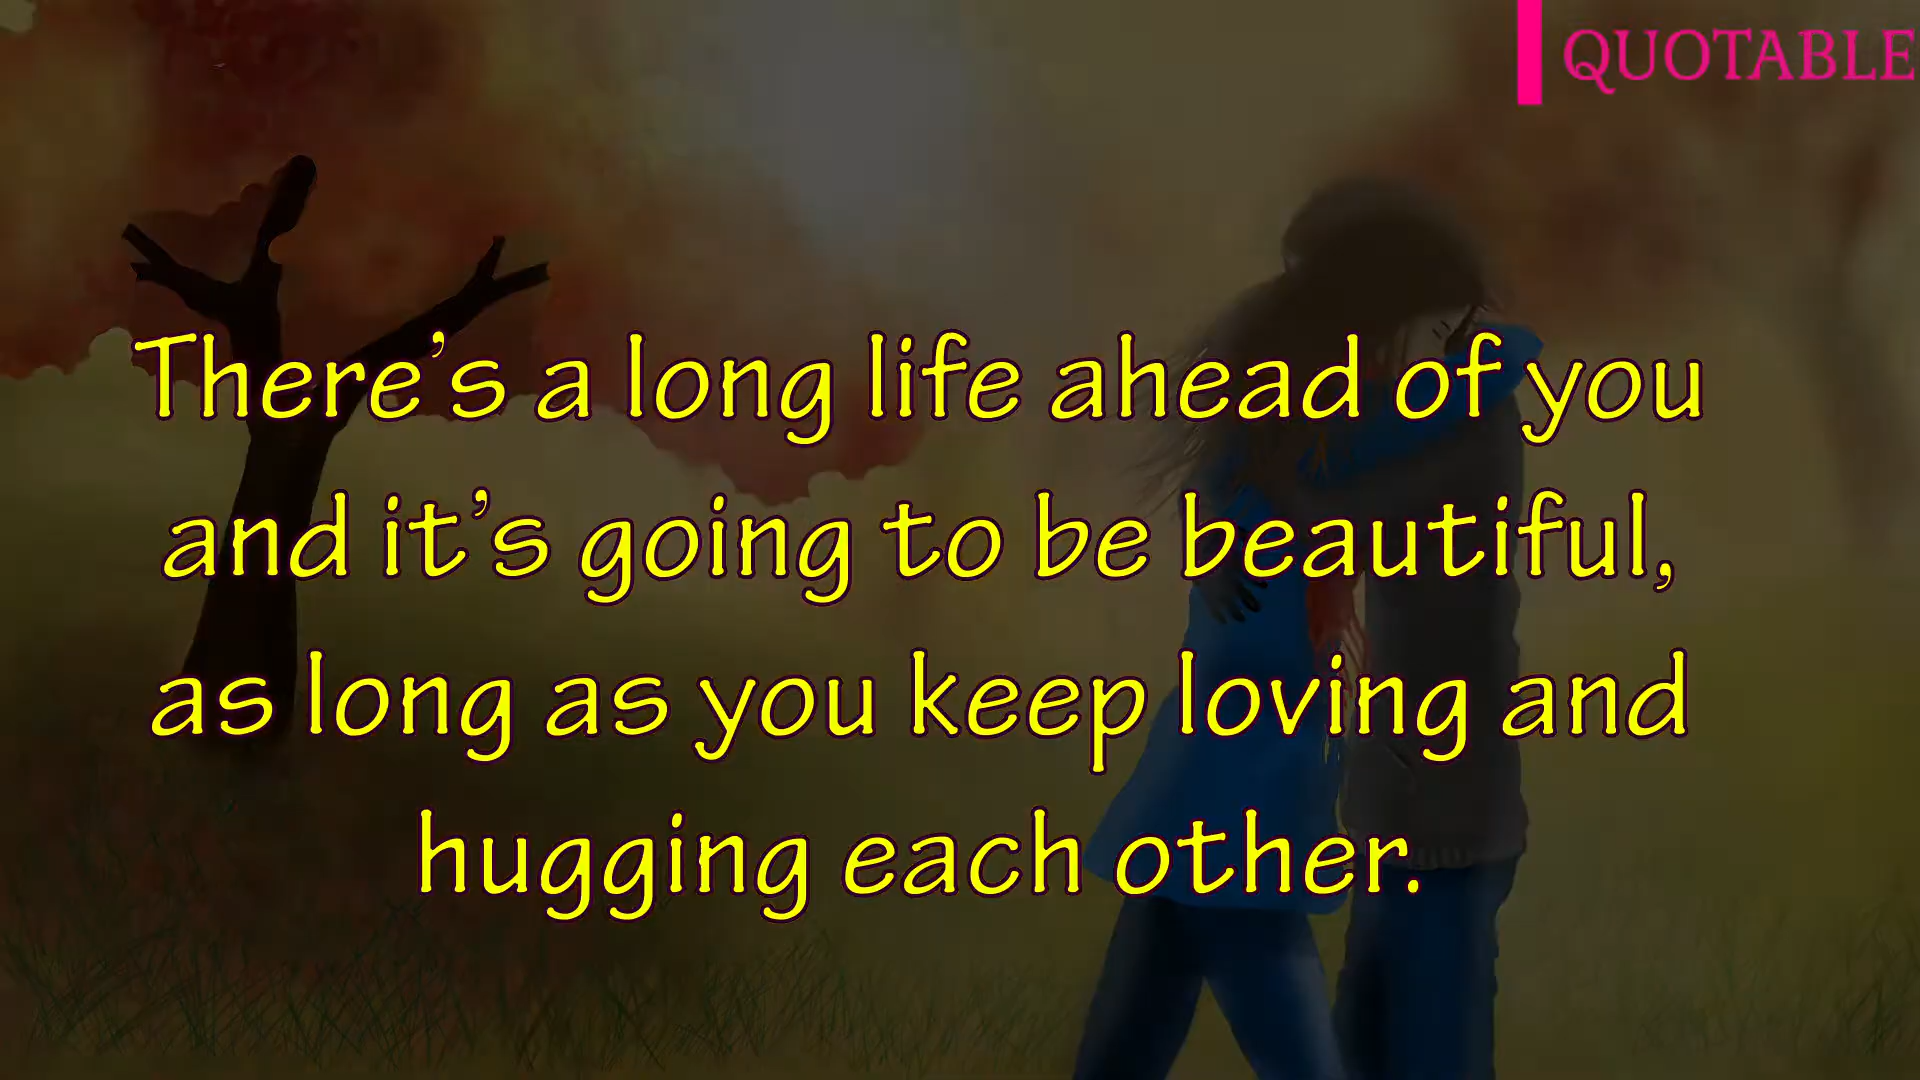 QUOTABLE
There’s a long life ahead of you
and it’s going to be beautiful,
as long as you keep loving and
hugging each other.